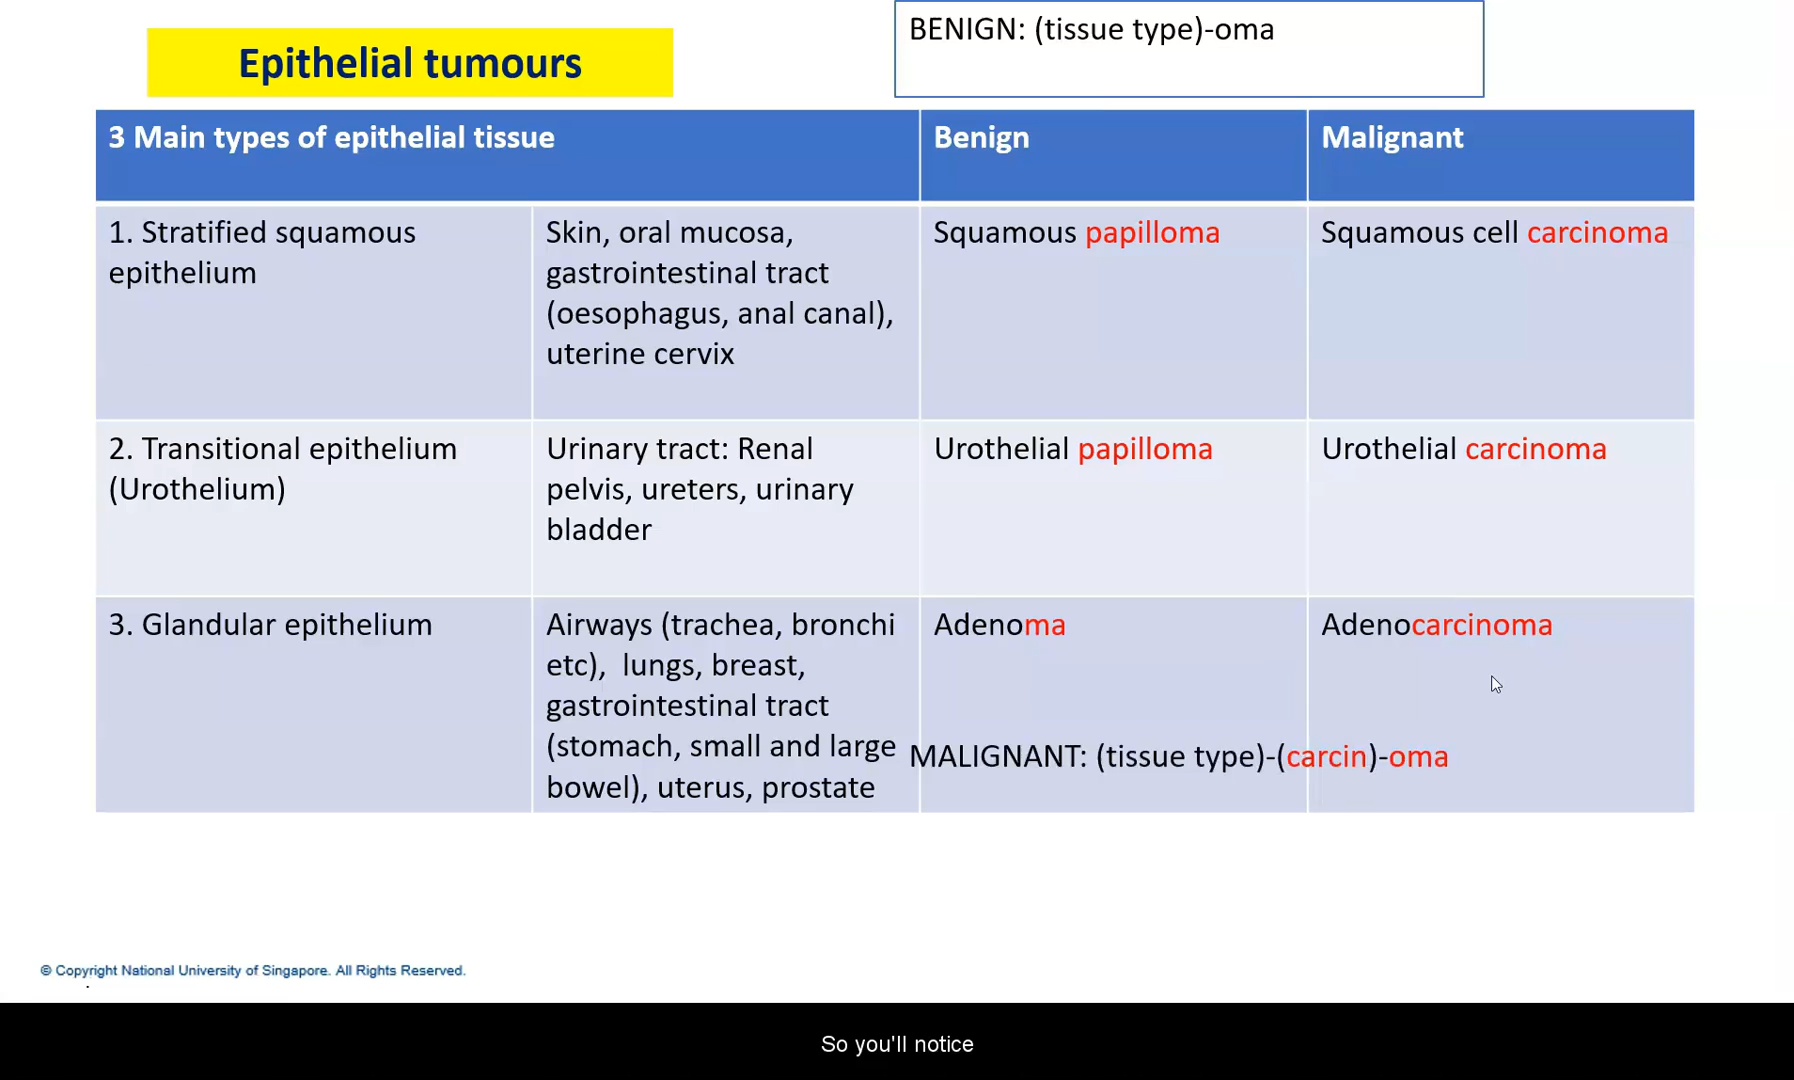 BENIGN: (tissue type)-oma
Epithelial tumours
3 Main types of epithelial tissue
Benign
Malignant
1. Stratified squamous
epithelium
Skin, oral mucosa,
gastrointestinal tract
(oesophagus, anal canal),
uterine cervix
Squamous papilloma
Squamous cell carcinoma
2. Transitional epithelium
(Urothelium)
Urinary tract: Renal
pelvis, ureters, urinary
bladder
Urothelial papilloma
Urothelial carcinoma
3. Glandular epithelium
Airways (trachea, bronchi
etc), lungs, breast,
gastrointestinal tract
(stomach, small and large
bowel), uterus, prostate
Adenoma
Adenocarcinoma
MALIGNANT: (tissue type)-(carcin)-oma
© Copyright National University of Singapore. All Rights Reserved.
So you'll notice